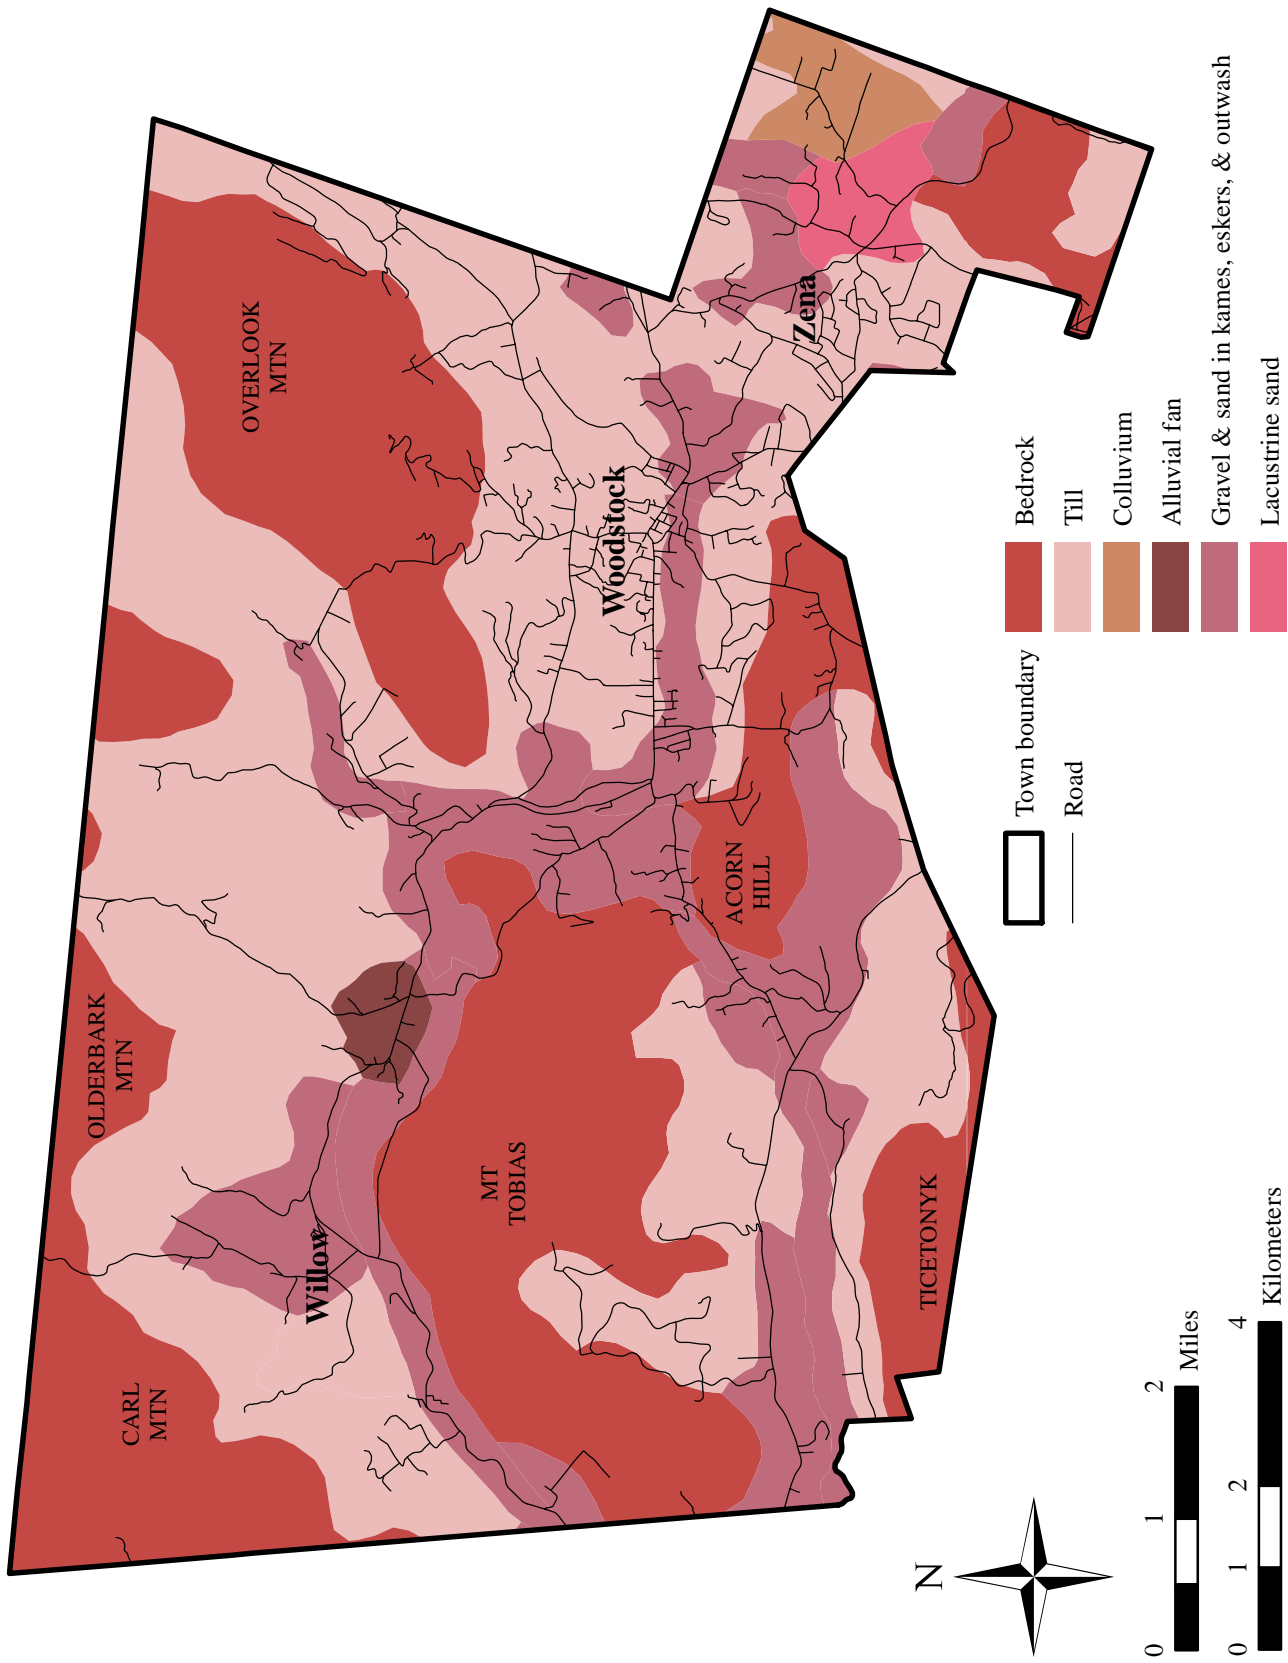 CARL
MTN
OLDERBARK
MTN
OVERLOOK
MTN
Willow
MT
TOBIAS
Woodstock
ACORN
HILL
Zena
TICETONYK
N
0 1 2
Miles
0 1 2 4
Kilometers
Town boundary
Road
Bedrock
Till
Colluvium
Alluvial fan
Gravel & sand in kames, eskers, & outwash
Lacustrine sand